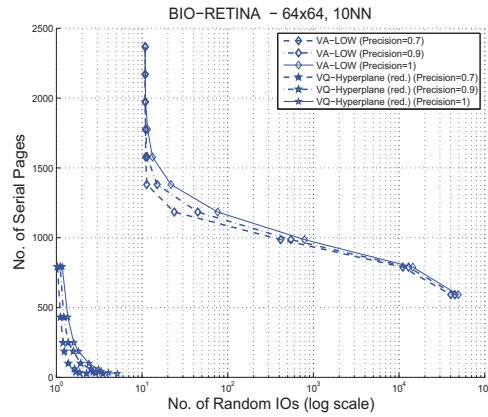 BIO-RETINA - 64x64, 10NN
VA-LOW (Precision=0.7)
VA-LOW (Precision=0.9)
VA-LOW (Precision=1)
VQ-Hyperplane (red.) (Precision=0.7)
VQ-Hyperplane (red.) (Precision=0.9)
VQ-Hyperplane (red.) (Precision=1)
No. of Serial Pages
2500
2000
1500
1000
500
0
10^0 10^1 10^2 10^3 10^4 10^5
No. of Random IOs (log scale)